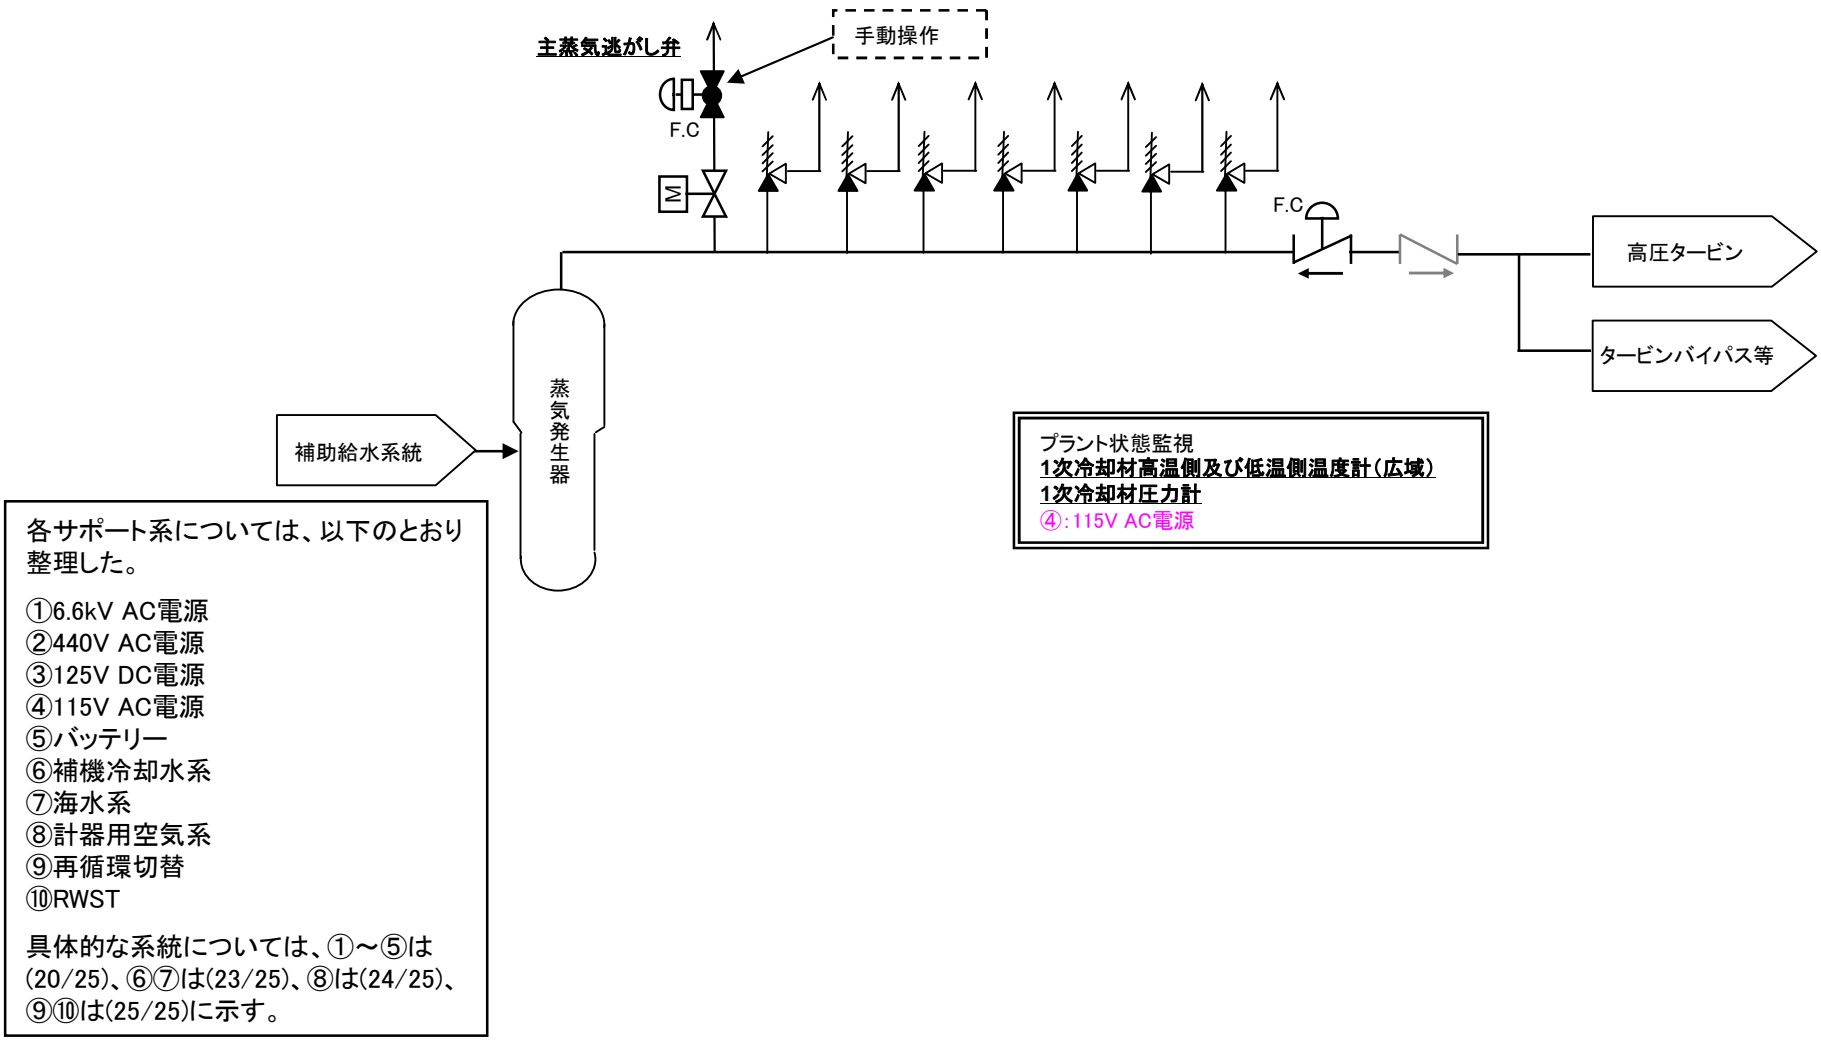 主蒸気逃がし弁
手動操作
F.C
M
F.C
高圧タービン
タービンバイパス等
蒸気発生器
補助給水系統
プラント状態監視
1次冷却材高温側及び低温側温度計(広域)
1次冷却材圧力計
④:115V AC電源
各サポート系については、以下のとおり
整理した。
①6.6kV AC電源
②440V AC電源
③125V DC電源
④115V AC電源
⑤バッテリー
⑥補機冷却水系
⑦海水系
⑧計器用空気系
⑨再循環切替
⑩RWST
具体的な系統については、①～⑤は
(20/25)、⑥⑦は(23/25)、⑧は(24/25)、
⑨⑩は(25/25)に示す。